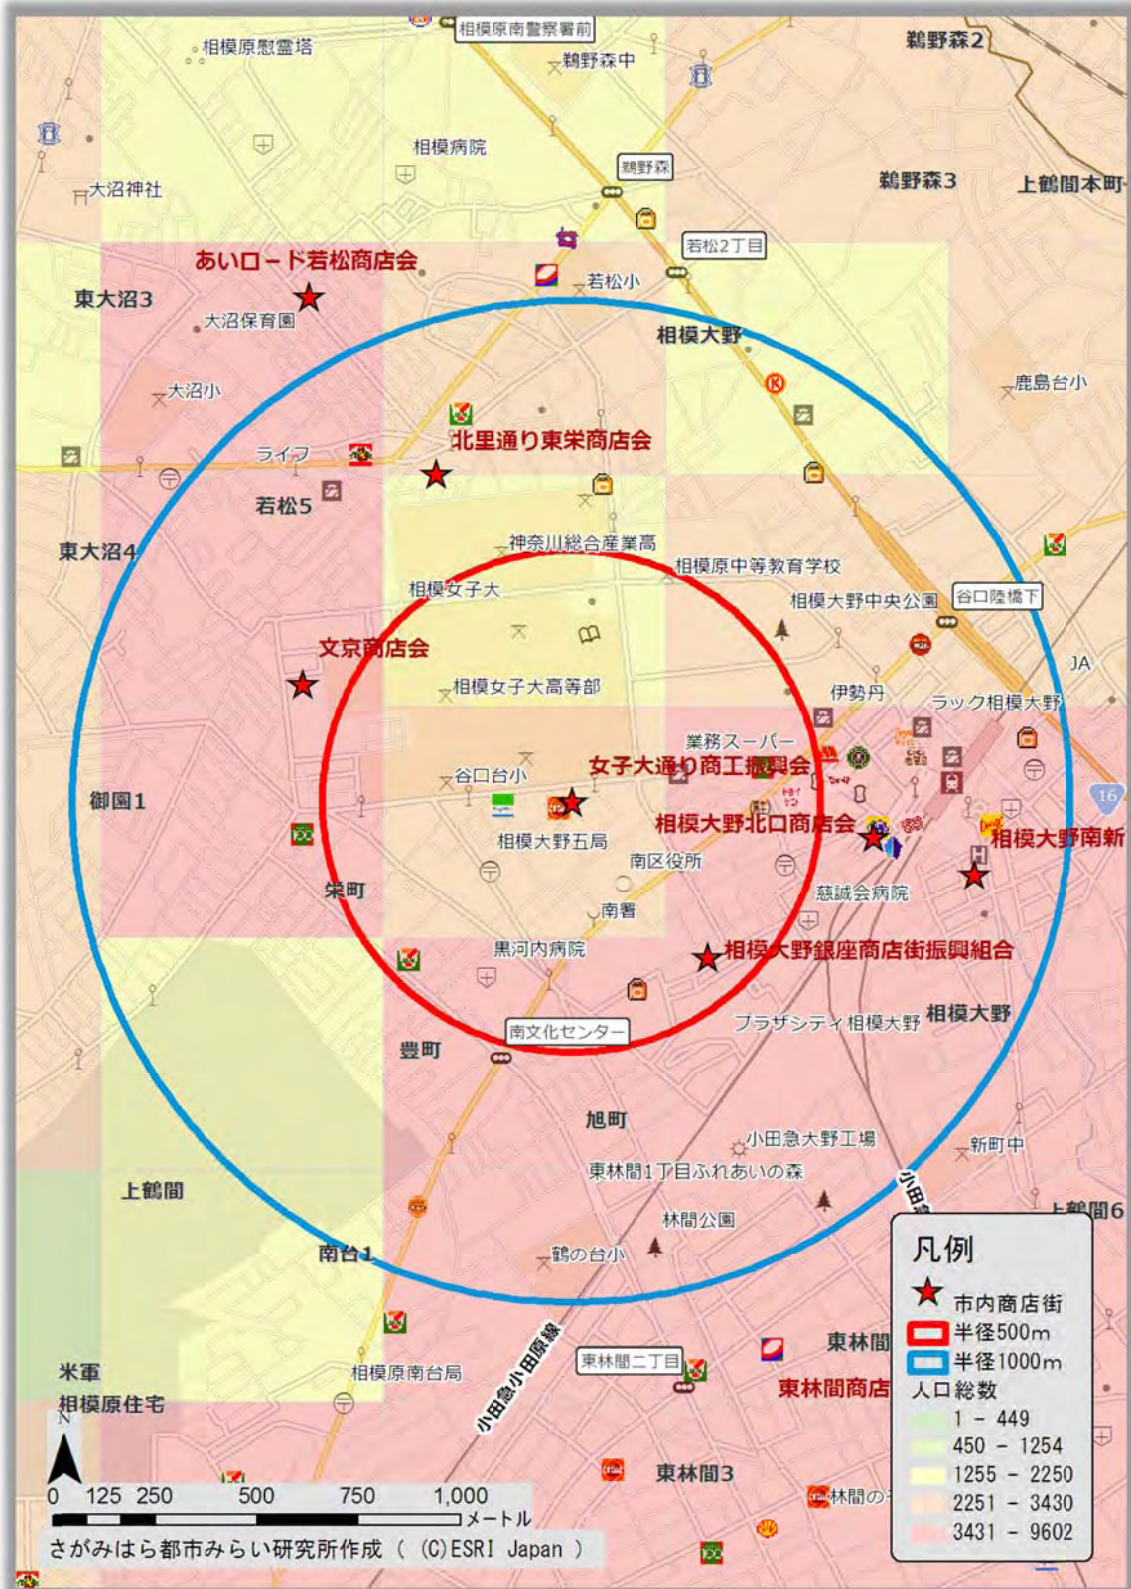 相模原南警察署前
鵜野森2
相模原慰霊塔
鵜野森中
相模病院
鵜野森
鵜野森3
上鶴間本町
大沼神社
若松2丁目
あいロード若松商店会
若松小
東大沼3
大沼保育園
相模大野
大沼小
鹿島台小
北里通り東栄商店会
ライフ
若松5
東大沼4
神奈川総合産業高
相模原中等教育学校
相模女子大
相模大野中央公園
谷口陸橋下
文京商店会
JA
相模女子大高等部
伊勢丹
ラック相模大野
業務スーパー
女子大通り商工振興会
谷口台小
御園1
16
相模大野北口商店会
相模大野南新
相模大野五局
南区役所
栄町
慈誠会病院
南署
黒河内病院
相模大野銀座商店街振興組合
相模大野
プラザシティ相模大野
南文化センター
豊町
旭町
小田急大野工場
新町中
東林間1丁目ふれあいの森
上鶴間
小田急
上鶴間6
林間公園
南台1
鶴の台小
凡例
市内商店街
半径500m
半径1000m
人口総数
1 - 449
450 - 1254
1255 - 2250
2251 - 3430
3431 - 9602
小田急小田原線
東林間二丁目
東林間
東林間商店
米軍
相模原住宅
相模原南台局
東林間3
林間の
N
0 125 250 500 750 1,000
メートル
さがみはら都市みらい研究所作成 ( (C)ESRI Japan )